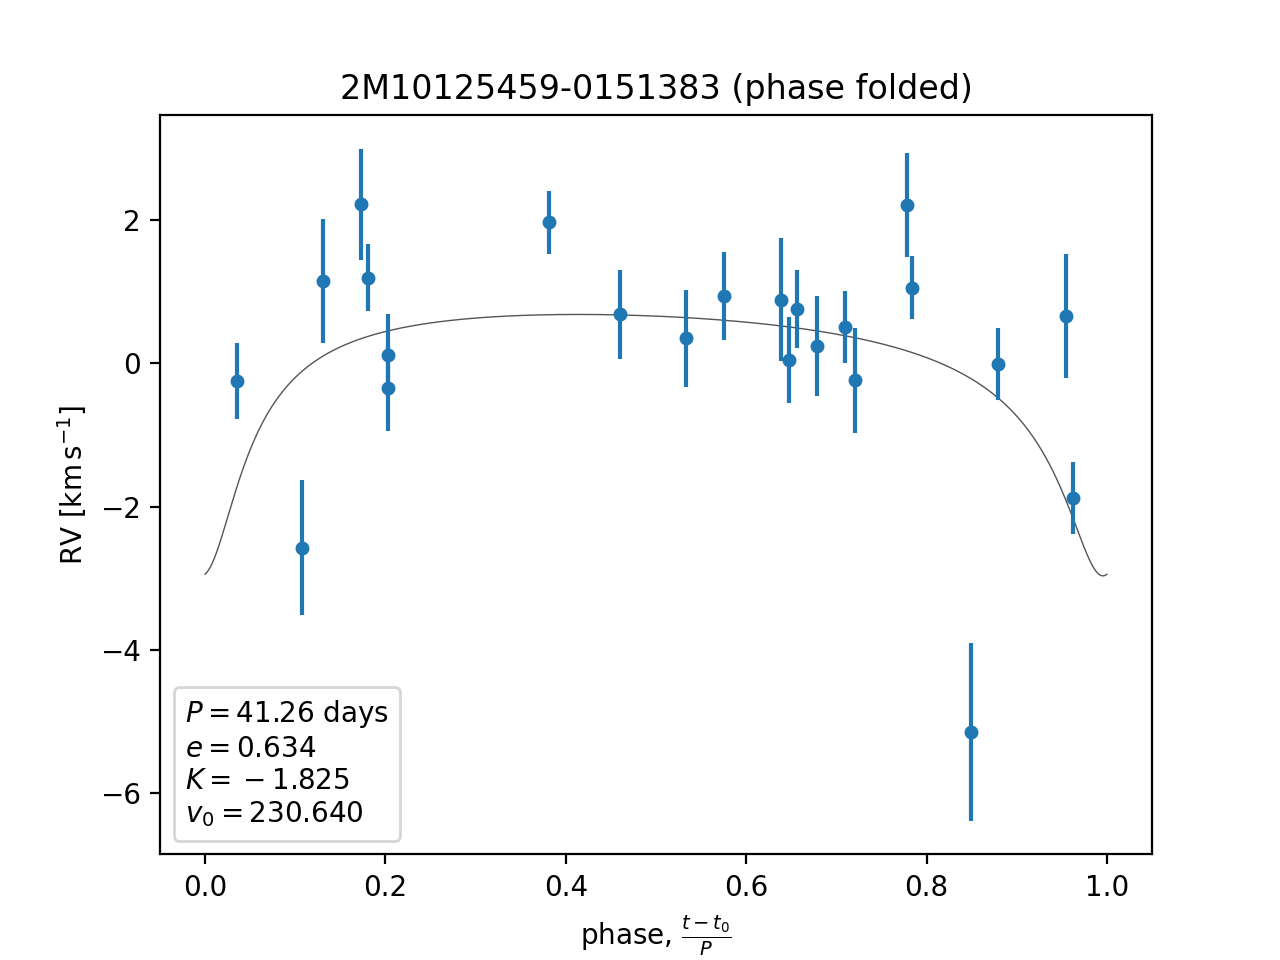 2M10125459-0151383 (phase folded)
RV [km s⁻¹]
2
0
−2
−4
−6
P = 41.26 days
e = 0.634
K = −1.825
v₀ = 230.640
0.0 0.2 0.4 0.6 0.8 1.0
phase, (t − t₀)/P